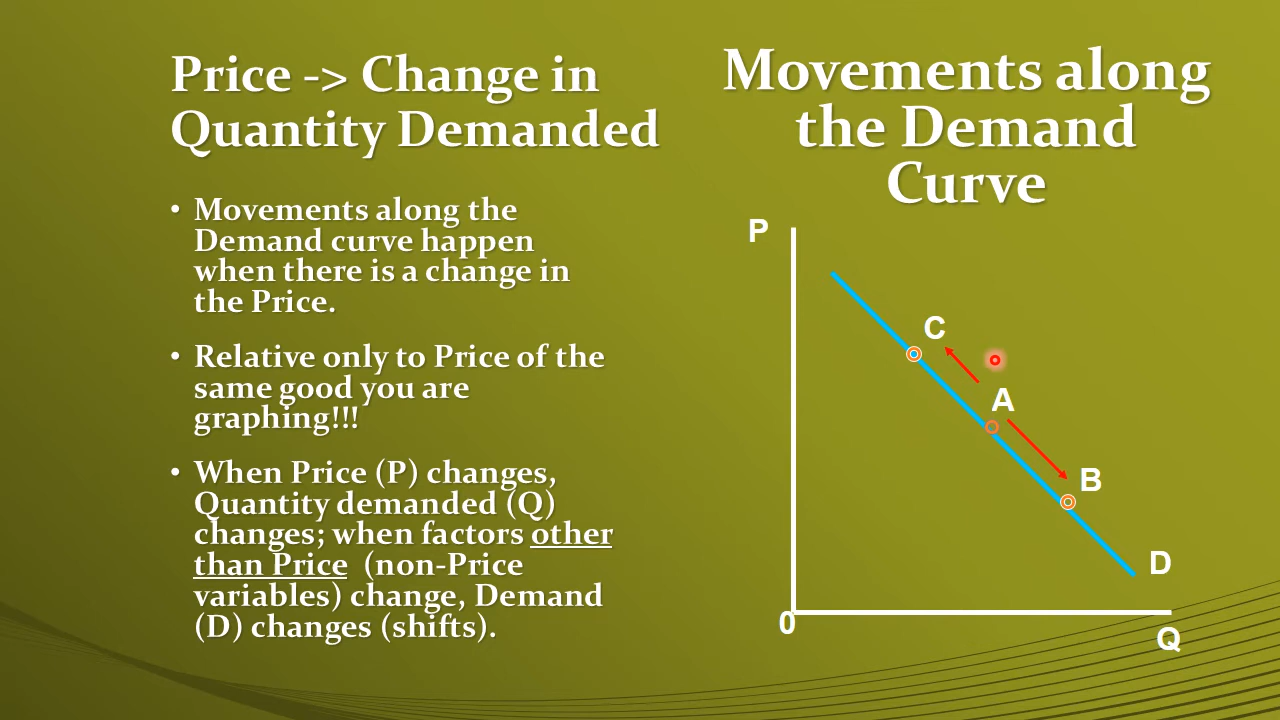 Price -> Change in
Quantity Demanded
• Movements along the
Demand curve happen
when there is a change in
the Price.
• Relative only to Price of the
same good you are
graphing!!!
• When Price (P) changes,
Quantity demanded (Q)
changes; when factors other
than Price (non-Price
variables) change, Demand
(D) changes (shifts).
Movements along
the Demand
Curve
P
C
A
B
D
0
Q